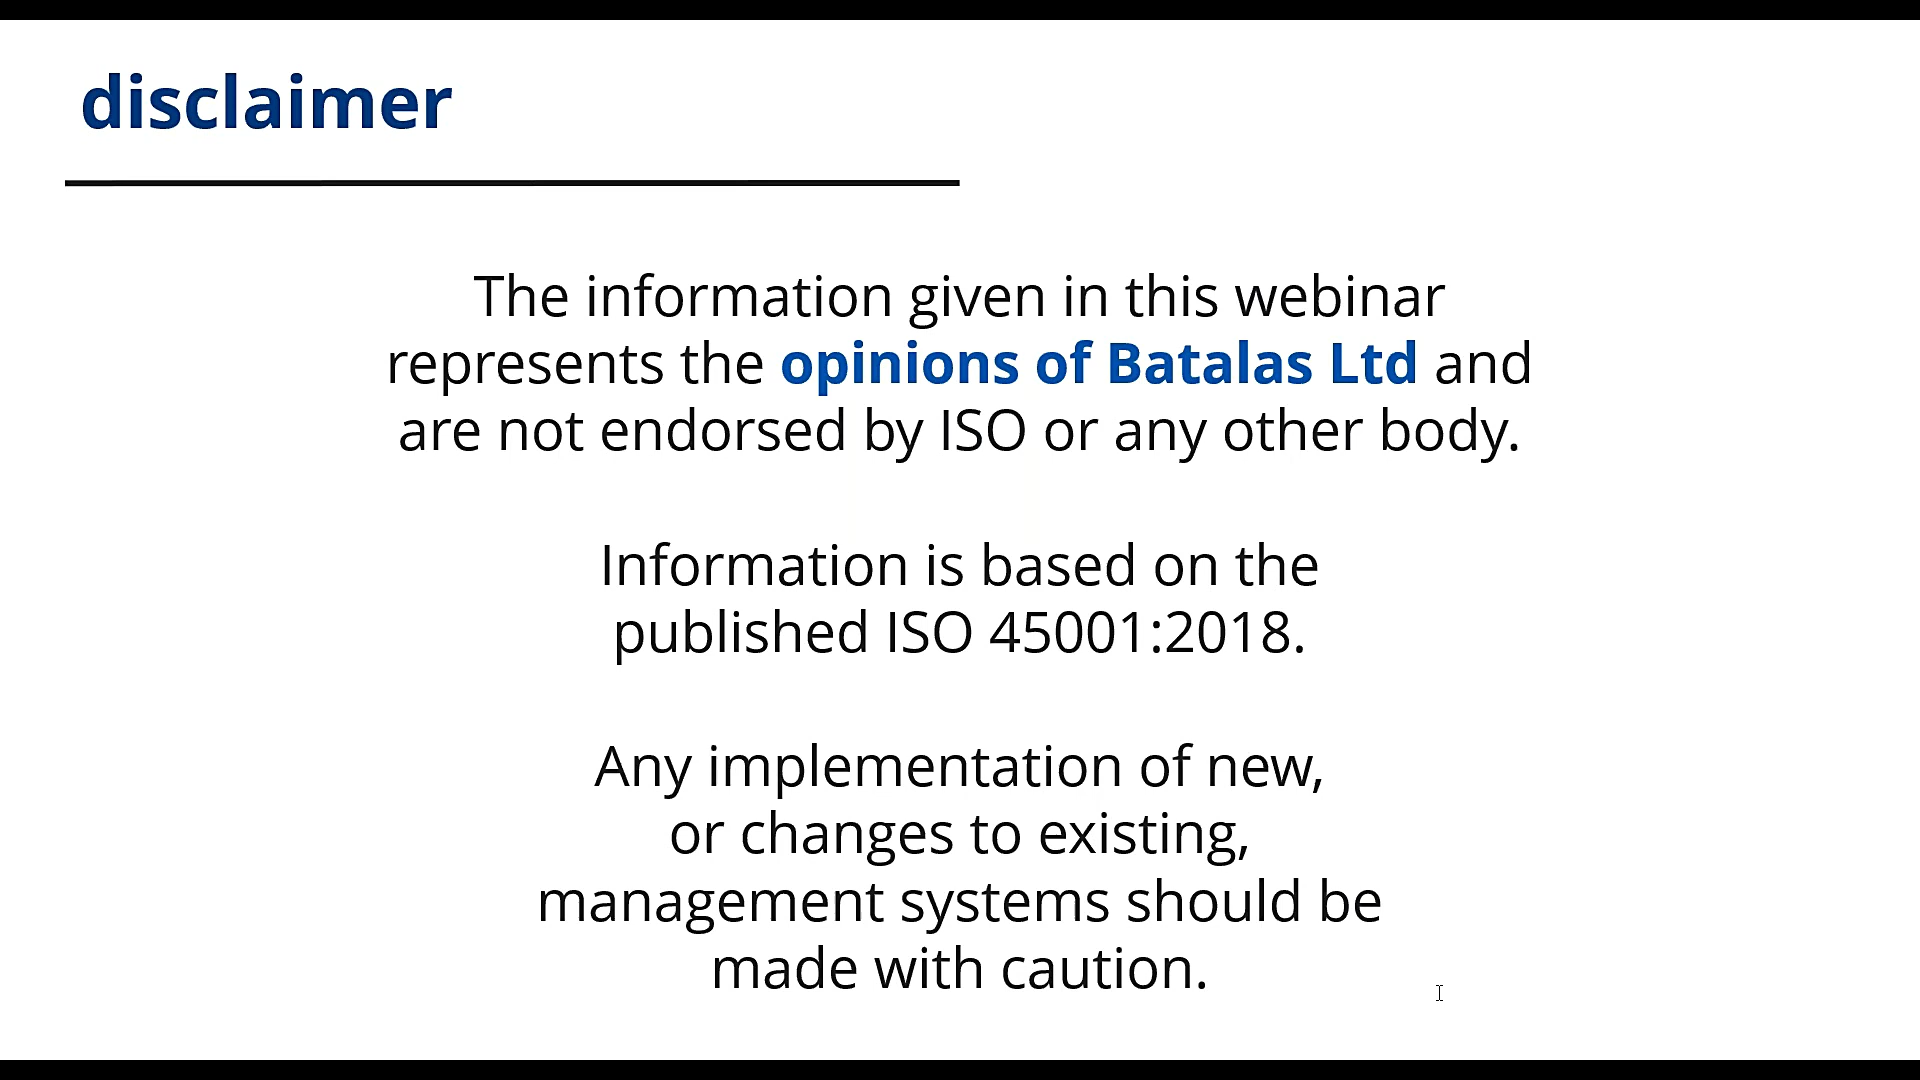 disclaimer
The information given in this webinar
represents the opinions of Batalas Ltd and
are not endorsed by ISO or any other body.
Information is based on the
published ISO 45001:2018.
Any implementation of new,
or changes to existing,
management systems should be
made with caution.